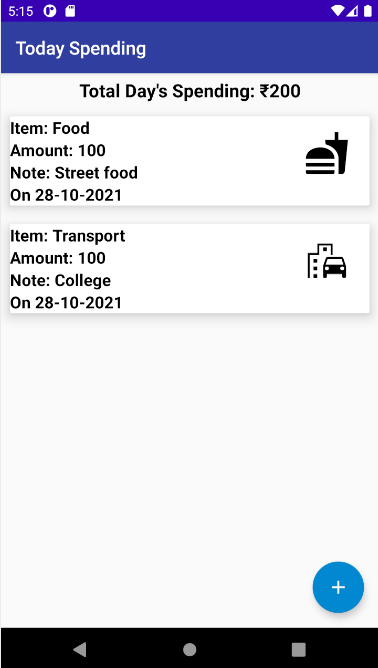 5:15
Today Spending
Total Day's Spending: ₹200
Item: Food
Amount: 100
Note: Street food
On 28-10-2021
Item: Transport
Amount: 100
Note: College
On 28-10-2021
+